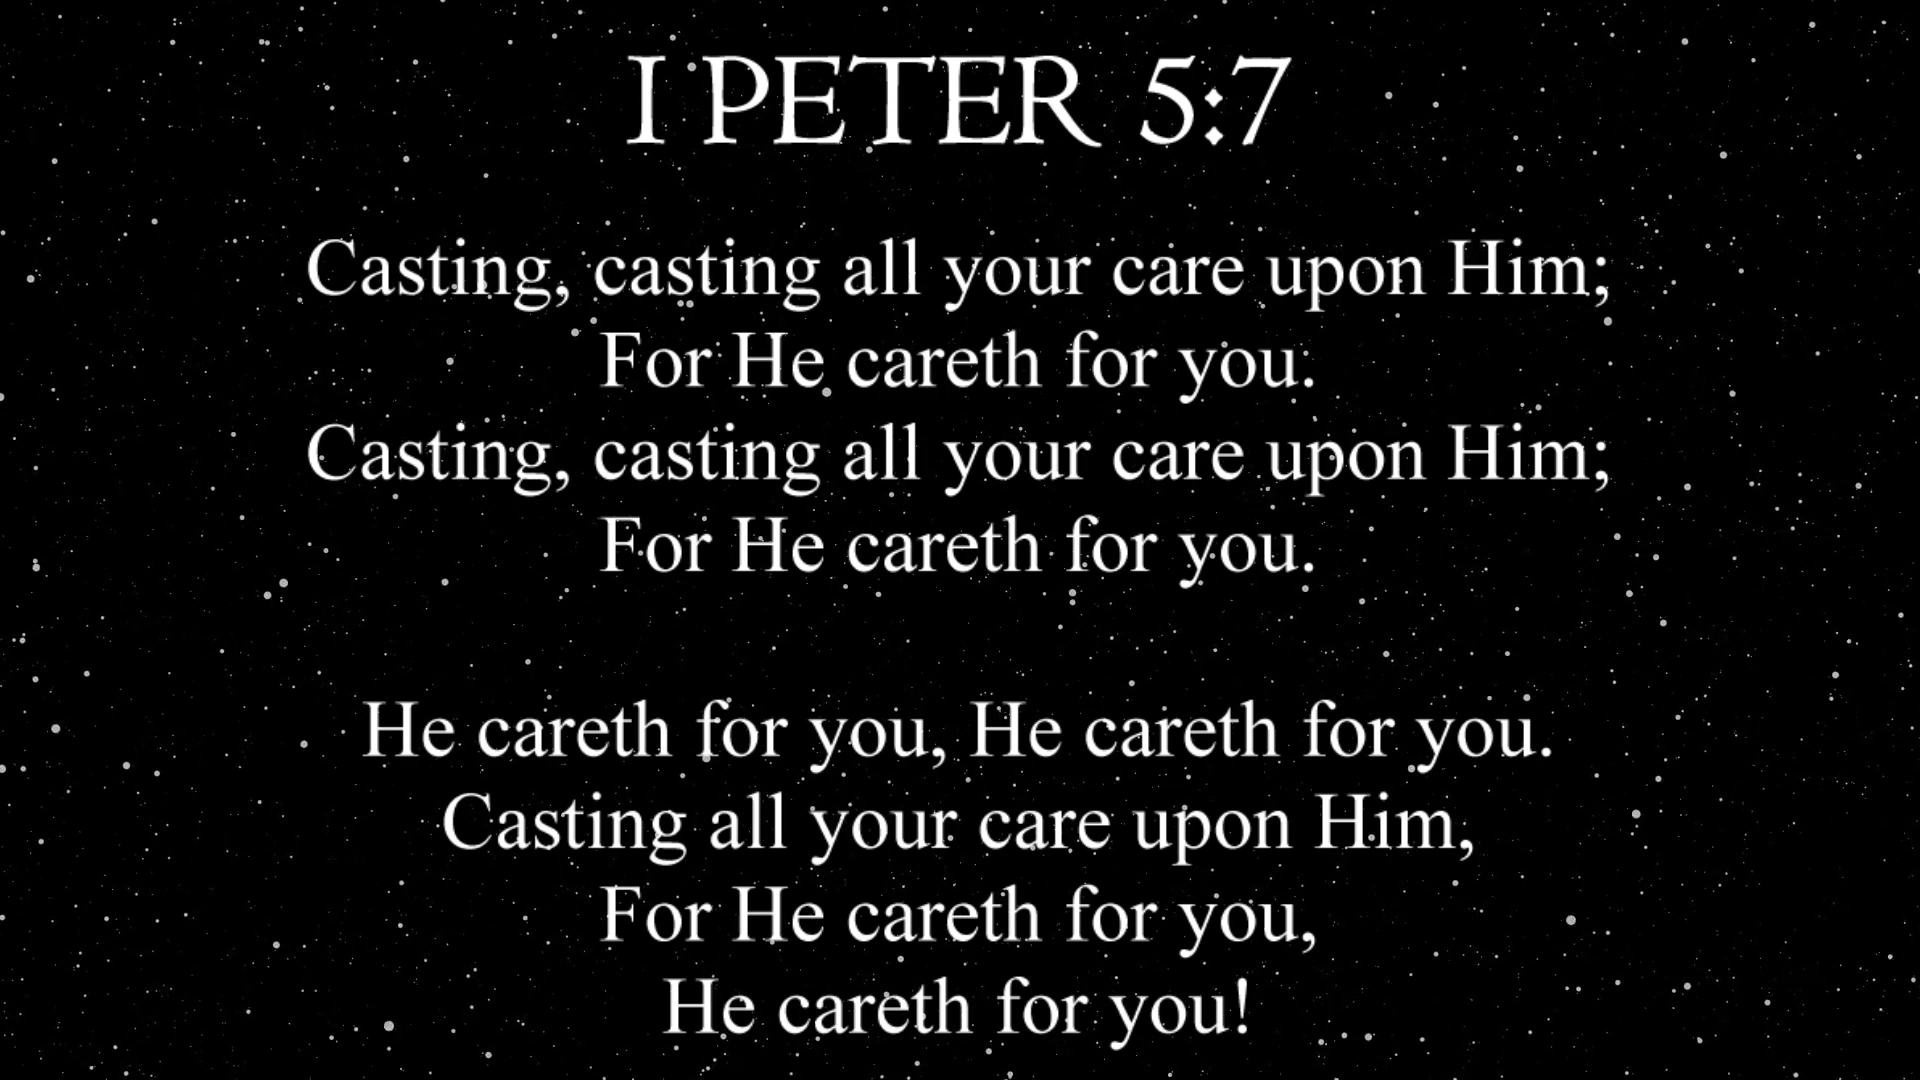 I PETER 5:7
Casting, casting all your care upon Him;
For He careth for you.
Casting, casting all your care upon Him;
For He careth for you.
He careth for you, He careth for you.
Casting all your care upon Him,
For He careth for you,
He careth for you!